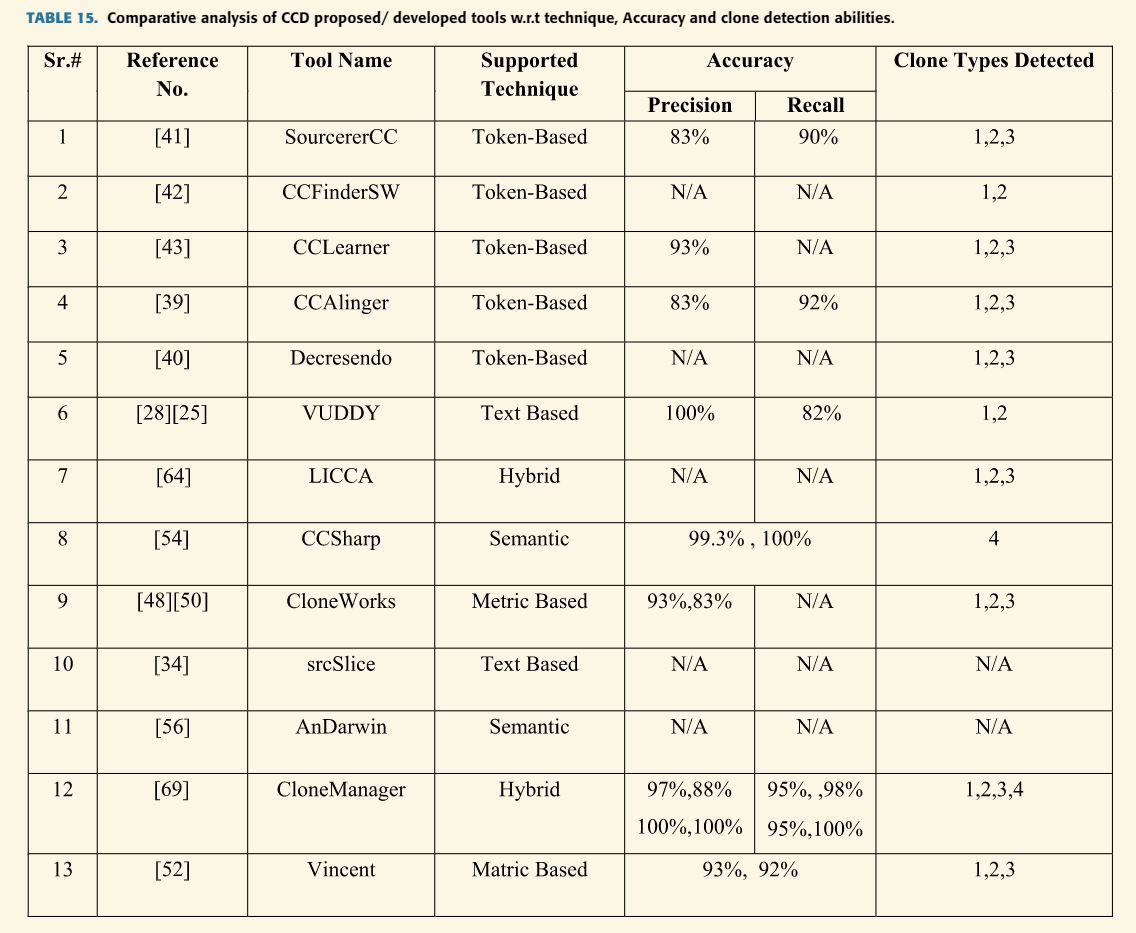 TABLE 15. Comparative analysis of CCD proposed/ developed tools w.r.t technique, Accuracy and clone detection abilities.
Sr.# Reference No. Tool Name Supported Technique Accuracy Clone Types Detected
Precision Recall
1 [41] SourcererCC Token-Based 83% 90% 1,2,3
2 [42] CCFinderSW Token-Based N/A N/A 1,2
3 [43] CCLearner Token-Based 93% N/A 1,2,3
4 [39] CCAlinger Token-Based 83% 92% 1,2,3
5 [40] Decresendo Token-Based N/A N/A 1,2,3
6 [28][25] VUDDY Text Based 100% 82% 1,2
7 [64] LICCA Hybrid N/A N/A 1,2,3
8 [54] CCSharp Semantic 99.3% , 100% 4
9 [48][50] CloneWorks Metric Based 93%,83% N/A 1,2,3
10 [34] srcSlice Text Based N/A N/A N/A
11 [56] AnDarwin Semantic N/A N/A N/A
12 [69] CloneManager Hybrid 97%,88% 95%, ,98% 1,2,3,4
100%,100% 95%,100%
13 [52] Vincent Matric Based 93%, 92% 1,2,3